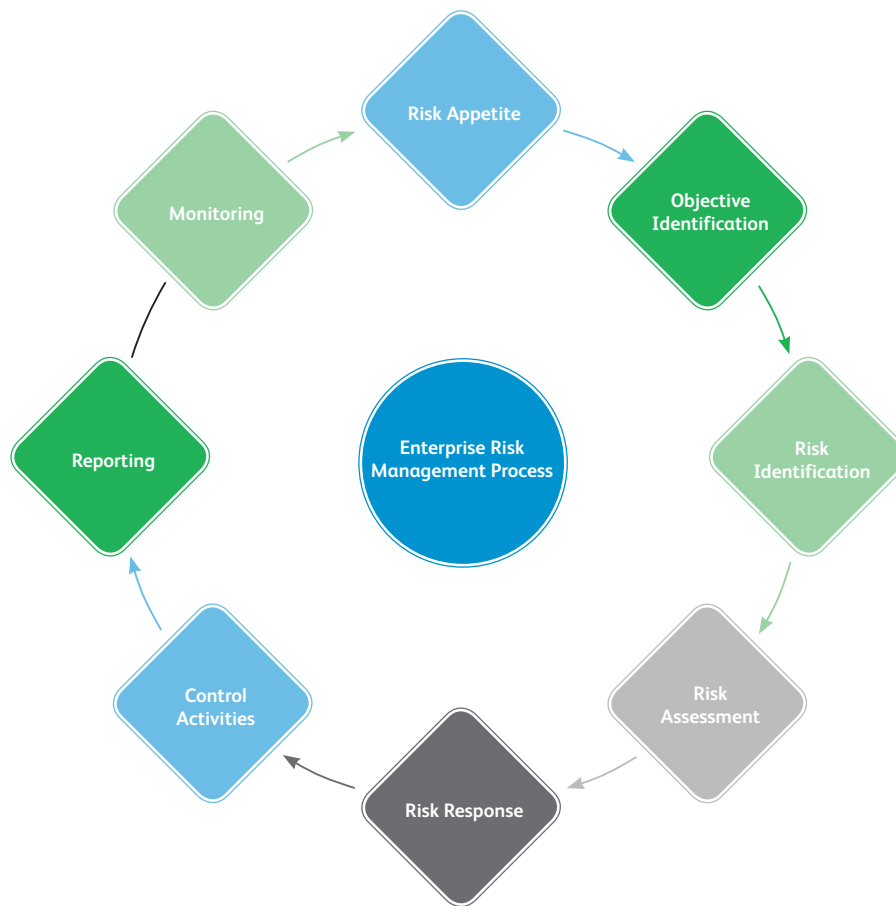 Risk Appetite
Objective
Identification
Risk
Identification
Risk
Assessment
Risk Response
Control
Activities
Reporting
Monitoring
Enterprise Risk
Management Process